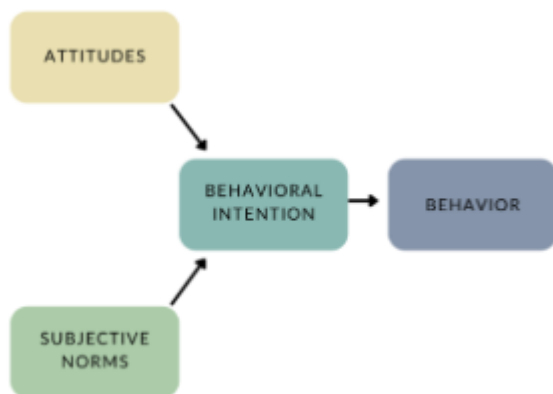 ATTITUDES
BEHAVIORAL
INTENTION
BEHAVIOR
SUBJECTIVE
NORMS